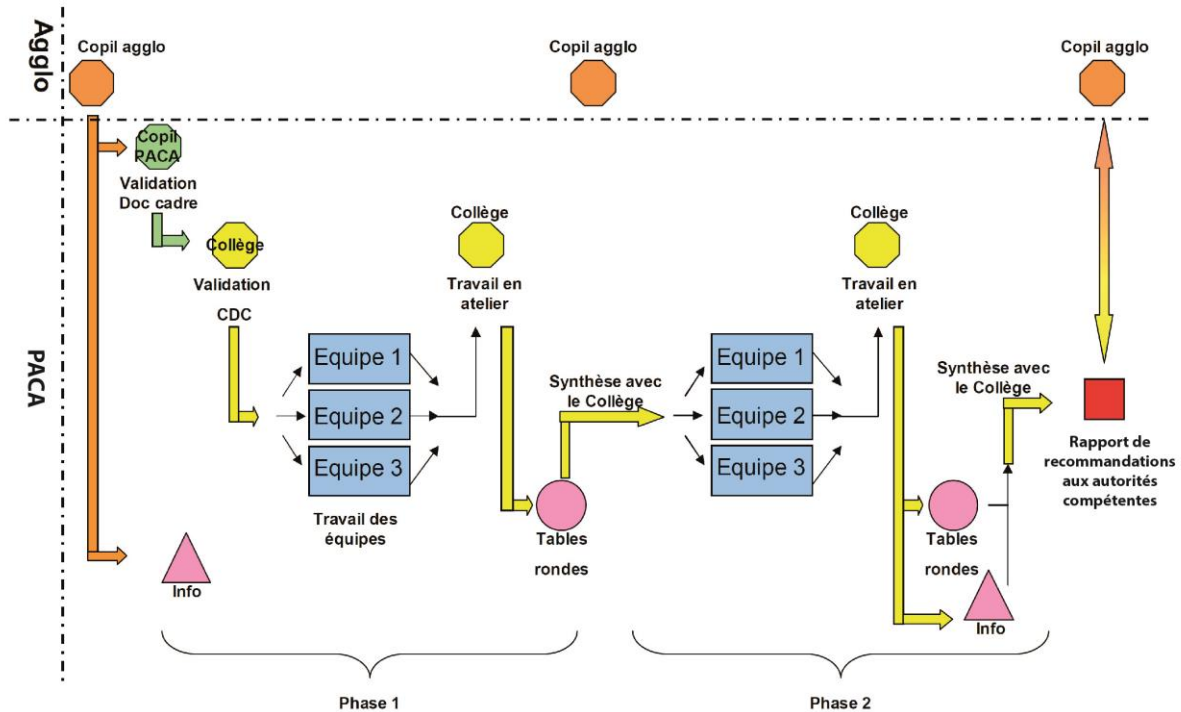 Agglo
Copil agglo
Copil agglo
Copil agglo
PACA
Copil
PACA
Validation
Doc cadre
Collège
Validation
CDC
Equipe 1
Equipe 2
Equipe 3
Travail des
équipes
Collège
Travail en
atelier
Tables
rondes
Info
Synthèse avec
le Collège
Equipe 1
Equipe 2
Equipe 3
Collège
Travail en
atelier
Tables
rondes
Info
Synthèse avec
le Collège
Rapport de
recommandations
aux autorités
compétentes
Phase 1
Phase 2